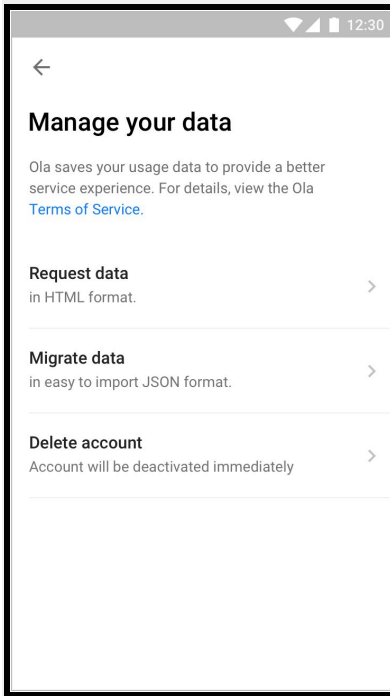 12:30
Manage your data
Ola saves your usage data to provide a better
service experience. For details, view the Ola
Terms of Service.
Request data
in HTML format.
Migrate data
in easy to import JSON format.
Delete account
Account will be deactivated immediately